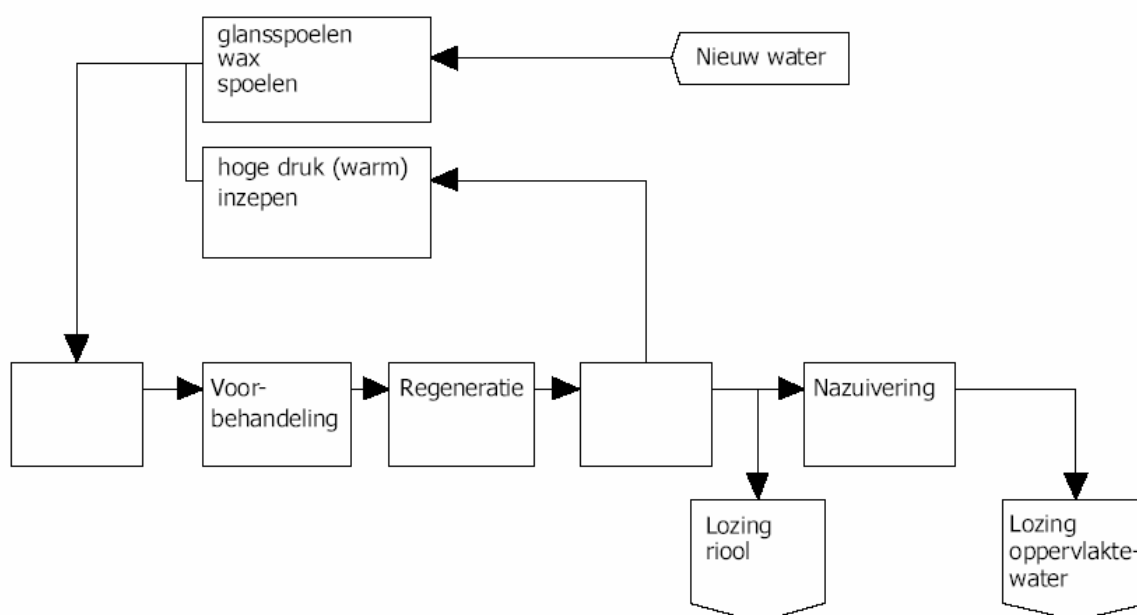 glansspoelen
wax
spoelen
Nieuw water
hoge druk (warm)
inzepen
Voor-
behandeling
Regeneratie
Nazuivering
Lozing
riool
Lozing
oppervlakte-
water